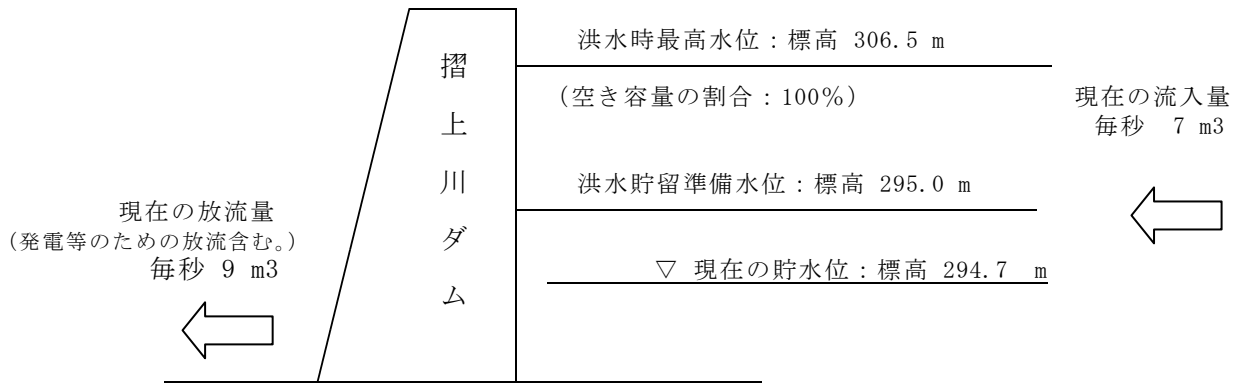 洪水時最高水位：標高 306.5 m
(空き容量の割合：100%)
現在の流入量
毎秒 7 m3
摺上川ダム
洪水貯留準備水位：標高 295.0 m
現在の放流量
(発電等のための放流含む。)
毎秒 9 m3
▽ 現在の貯水位：標高 294.7 m